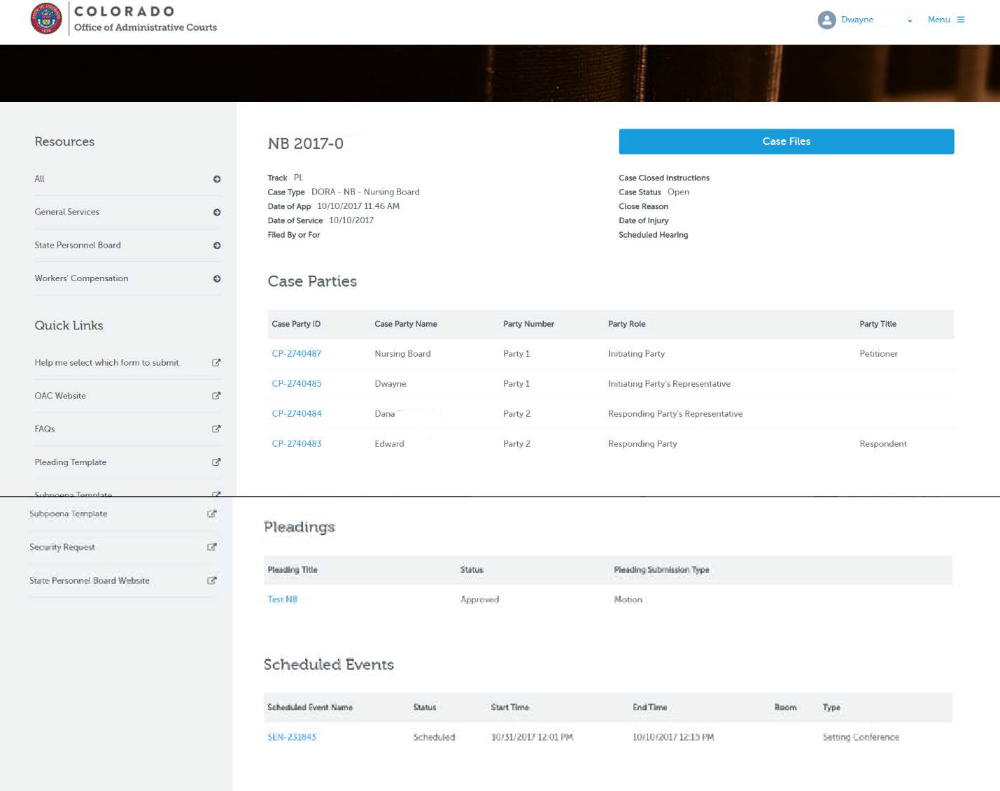 COLORADO
Office of Administrative Courts
Dwayne
Menu
Resources
All
General Services
State Personnel Board
Workers' Compensation
Quick Links
Help me select which form to submit.
OAC Website
FAQs
Pleading Template
Subpoena Template
NB 2017-0
Case Files
Track PL
Case Type DORA - NB - Nursing Board
Date of App 10/10/2017 11:46 AM
Date of Service 10/10/2017
Filed By or For
Case Closed Instructions
Case Status Open
Close Reason
Date of Injury
Scheduled Hearing
Case Parties
Case Party ID Case Party Name Party Number Party Role Party Title
CP-2740487 Nursing Board Party 1 Initiating Party Petitioner
CP-2740485 Dwayne Party 1 Initiating Party's Representative
CP-2740484 Dana Party 2 Responding Party's Representative
CP-2740483 Edward Party 2 Responding Party Respondent
Subpoena Template
Security Request
State Personnel Board Website
Pleadings
Pleading Title Status Pleading Submission Type
Test NB Approved Motion
Scheduled Events
Scheduled Event Name Status Start Time End Time Room Type
SEN-231843 Scheduled 10/31/2017 12:01 PM 10/10/2017 12:15 PM Setting Conference